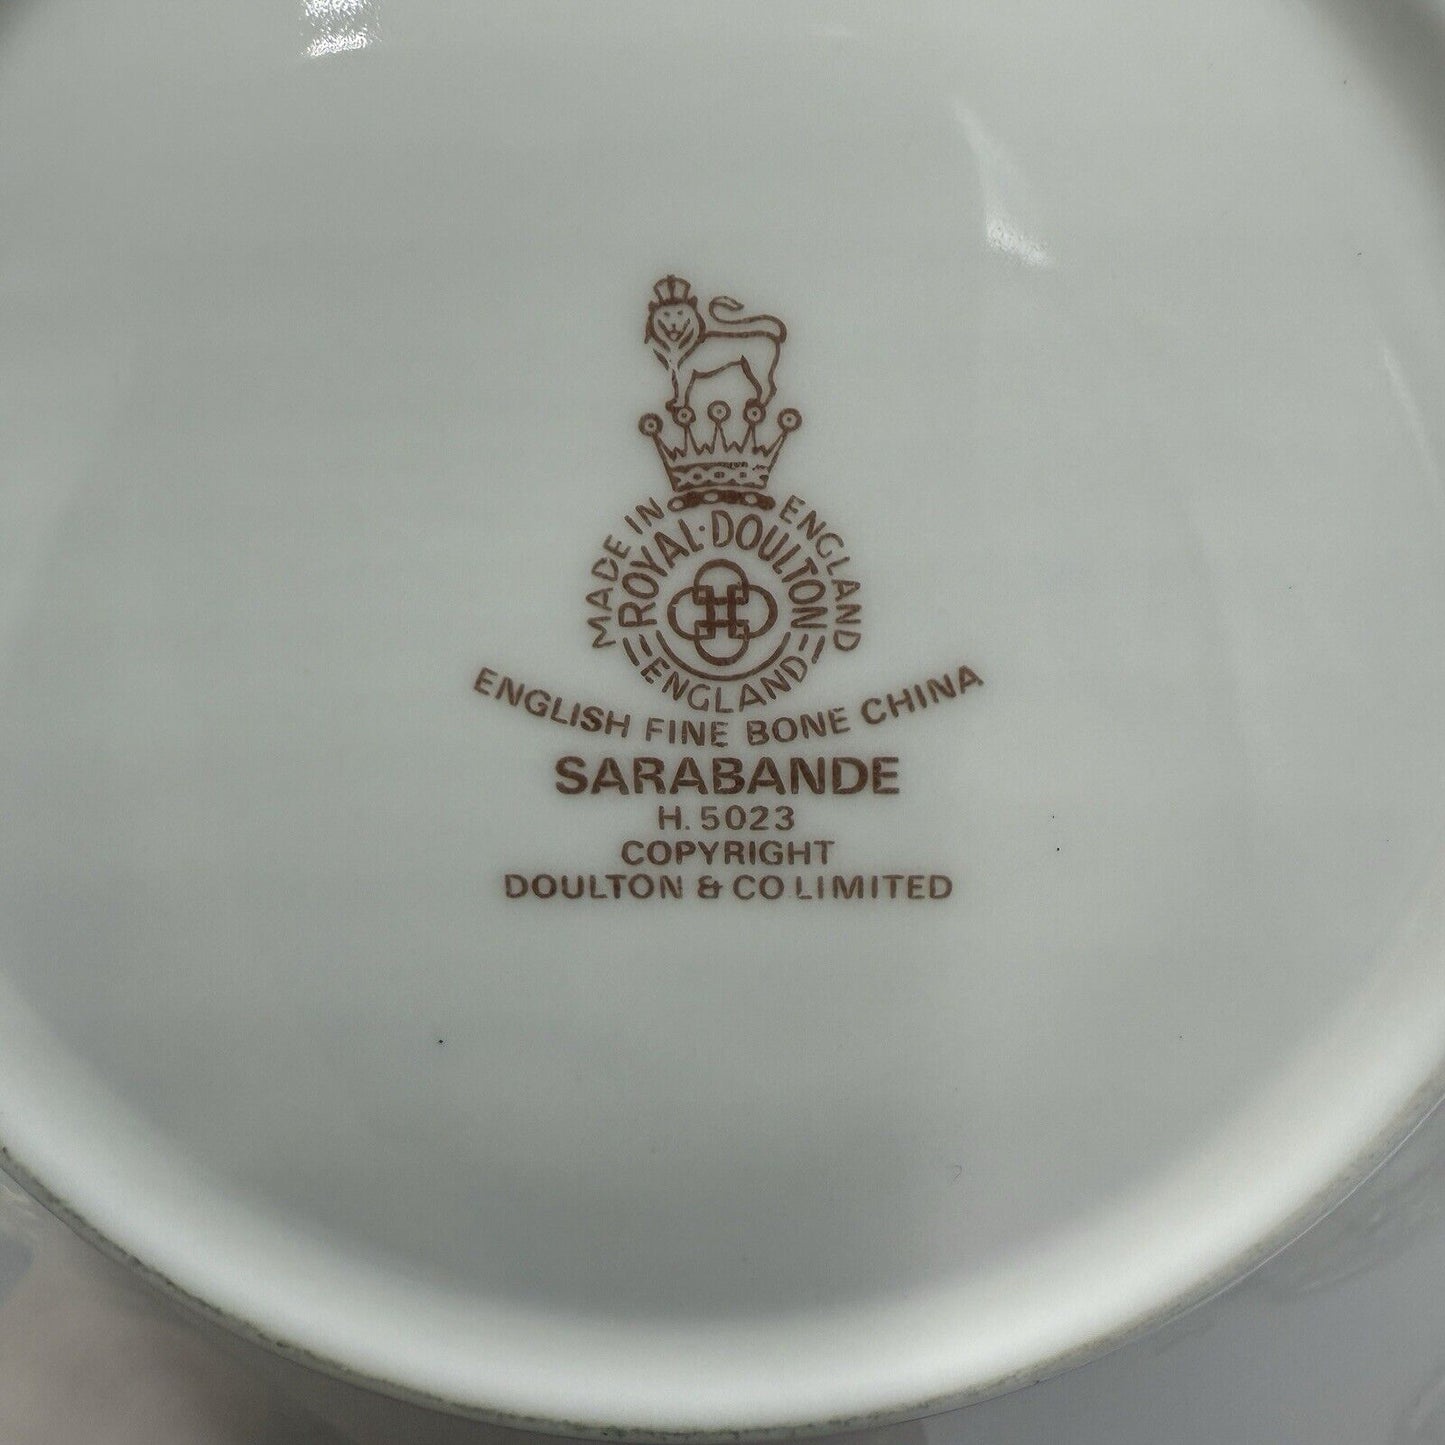 MADE IN ENGLAND
ROYAL·DOULTON
ENGLAND
ENGLISH FINE BONE CHINA
SARABANDE
H. 5023
COPYRIGHT
DOULTON & CO.LIMITED